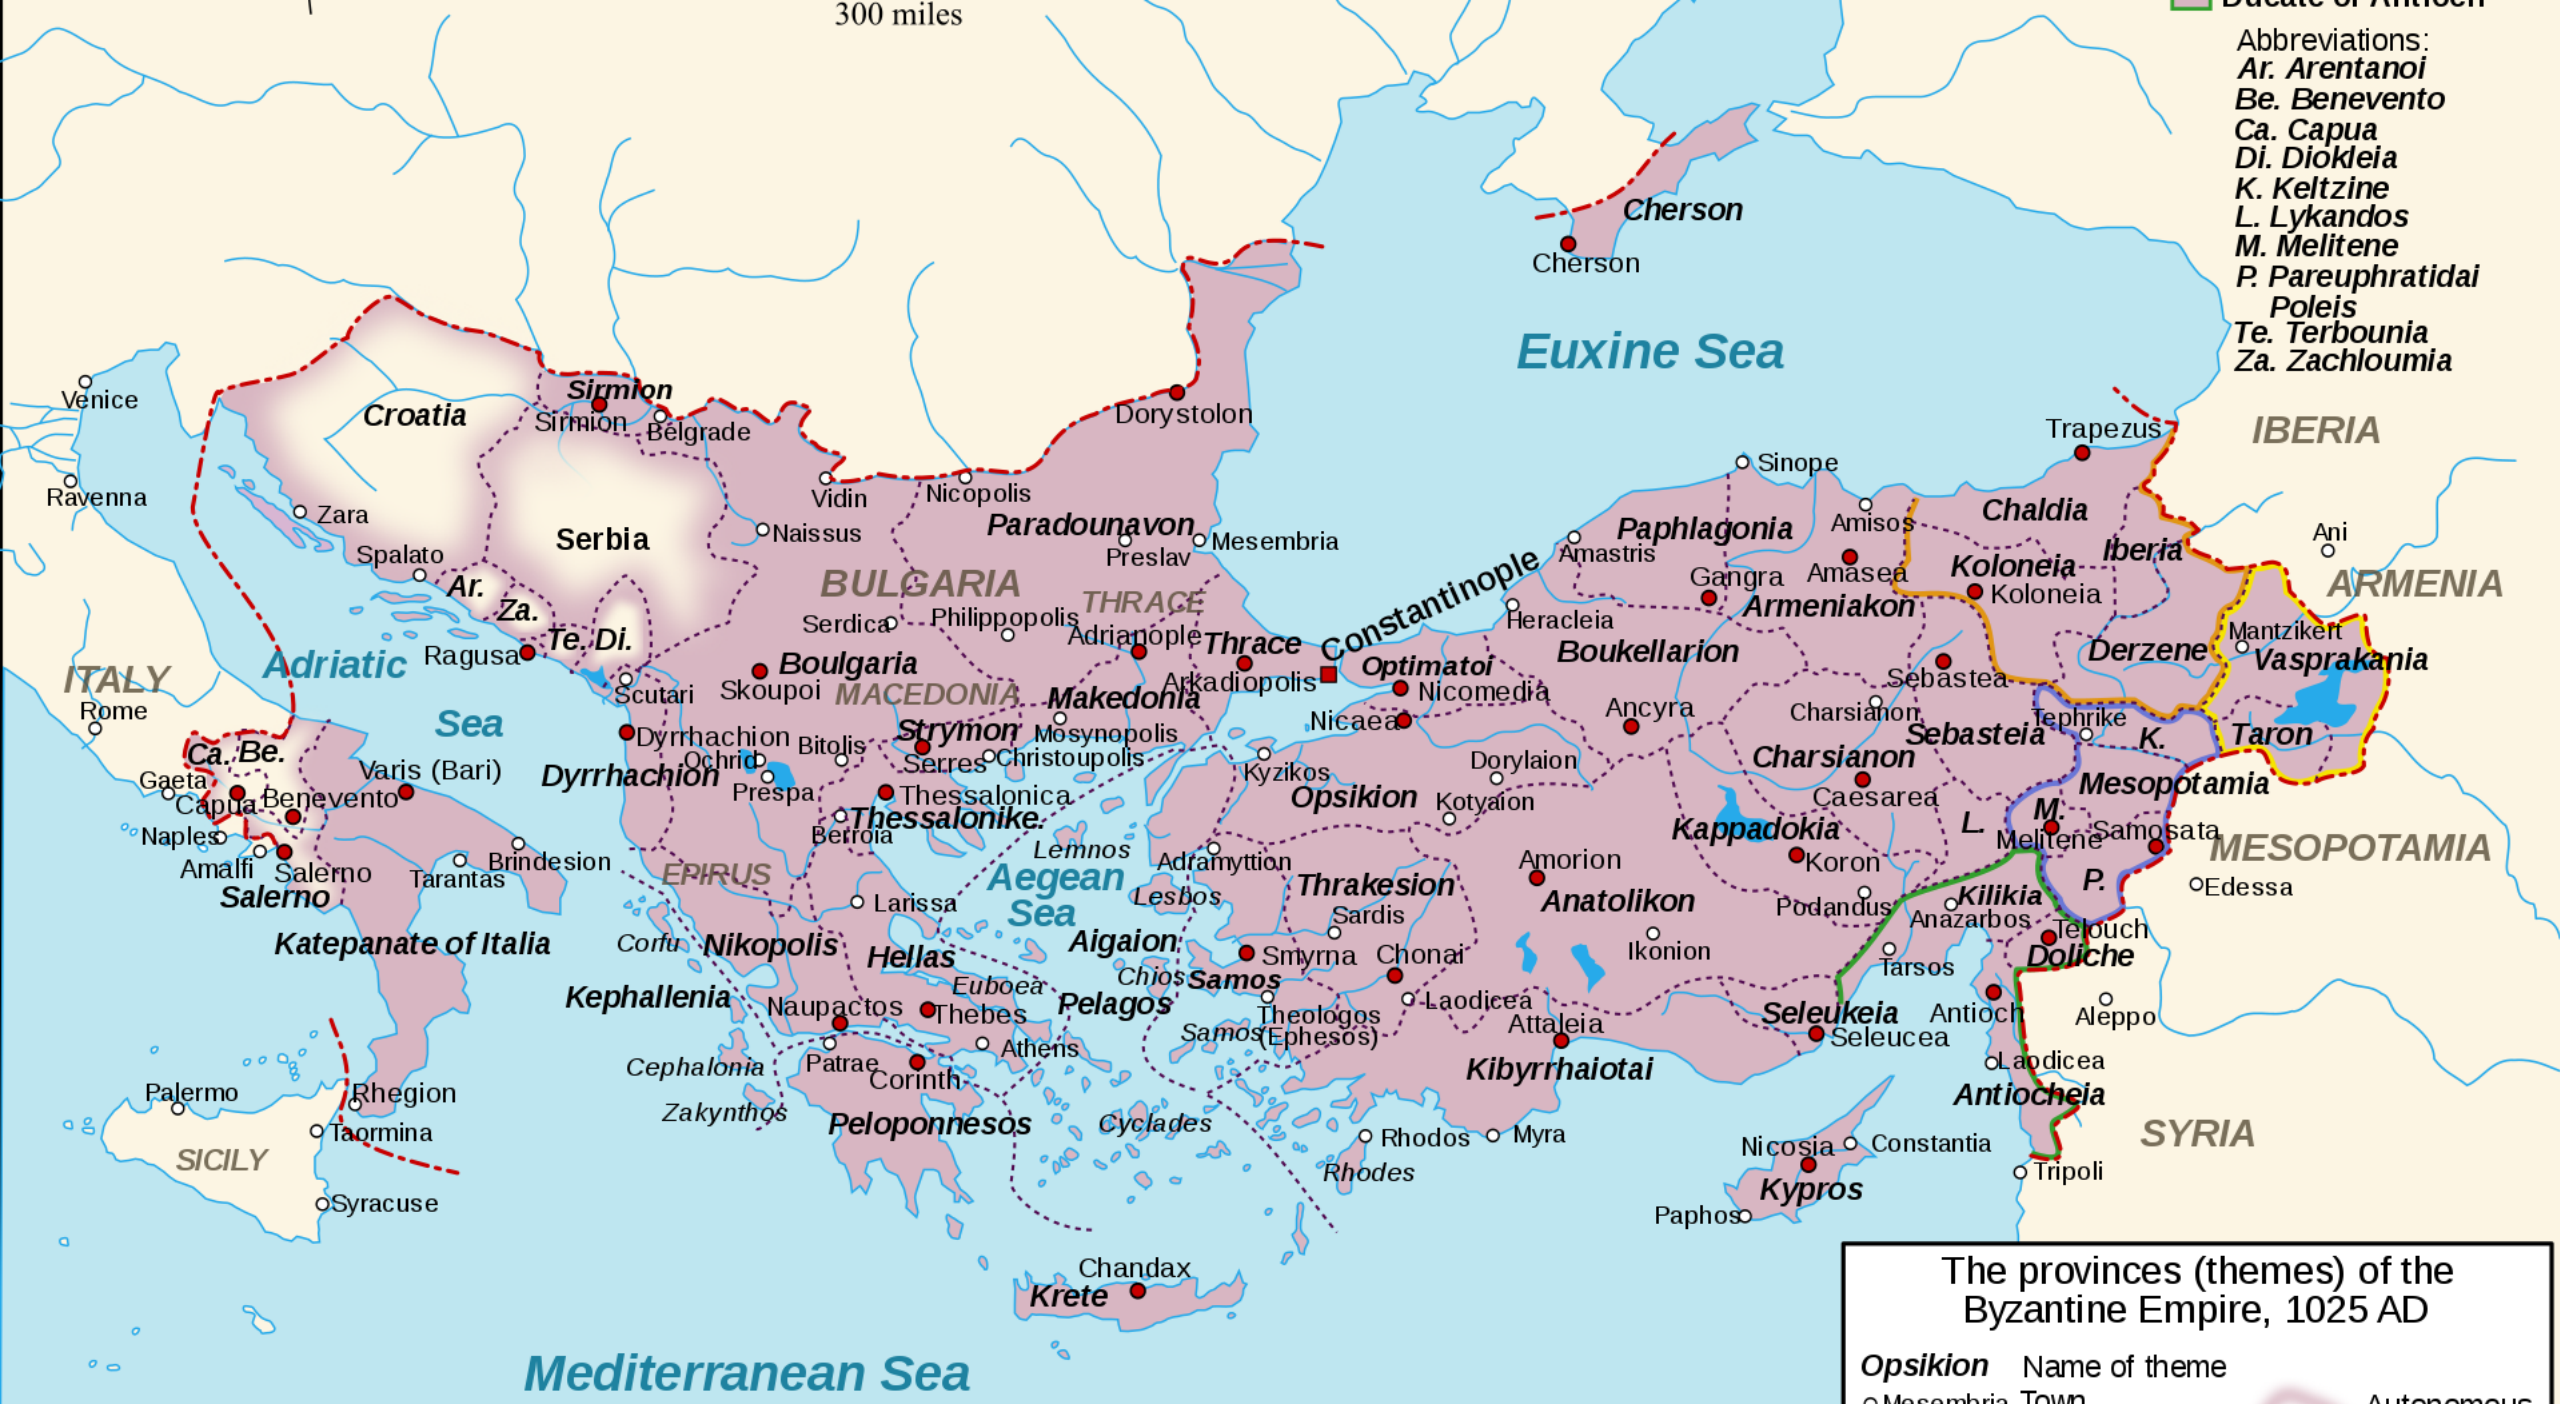 300 miles
Ducate of Antioch
Abbreviations:
Ar. Arentanoi
Be. Benevento
Ca. Capua
Di. Diokleia
K. Keltzine
L. Lykandos
M. Melitene
P. Pareuphratidai
Poleis
Te. Terbounia
Za. Zachloumia
Cherson
Cherson
Euxine Sea
IBERIA
ARMENIA
MESOPOTAMIA
SYRIA
Venice
Ravenna
ITALY
Rome
Adriatic
Sea
Croatia
Sirmion
Sirmion
Belgrade
Serbia
Zara
Spalato
Ar.
Za.
Te.
Di.
Ragusa
Scutari
Vidin
Naissus
Nicopolis
Dorystolon
Paradounavon
Preslav
Mesembria
BULGARIA
THRACE
Serdica
Philippopolis
Adrianople
Thrace
Arkadiopolis
Constantinople
Boulgaria
Skoupoi
MACEDONIA
Makedonia
Mosynopolis
Strymon
Serres
Christoupolis
Dyrrhachion
Ochrid
Bitolis
Dyrrhachion
Prespa
Thessalonica
Thessalonike.
Berroia
EPIRUS
Larissa
Corfu
Nikopolis
Hellas
Kephallenia
Naupactos
Thebes
Euboea
Athens
Patrae
Corinth
Cephalonia
Zakynthos
Peloponnesos
Lemnos
Aegean
Sea
Lesbos
Aigaion
Chios
Pelagos
Samos
Samos
Cyclades
Ca.
Be.
Gaeta
Capua
Benevento
Varis (Bari)
Naples
Amalfi
Salerno
Salerno
Tarantas
Brindesion
Katepanate of Italia
Palermo
Rhegion
Taormina
SICILY
Syracuse
Chandax
Krete
Mediterranean Sea
Sinope
Amastris
Paphlagonia
Amisos
Gangra
Amasea
Heracleia
Armeniakon
Optimatoi
Boukellarion
Nicomedia
Nicaea
Ancyra
Kyzikos
Dorylaion
Opsikion
Kotyaion
Adramyttion
Thrakesion
Sardis
Smyrna
Chonai
Theologos
(Ephesos)
Laodicea
Amorion
Anatolikon
Ikonion
Attaleia
Kibyrrhaiotai
Rhodos
Myra
Rhodes
Trapezus
Chaldia
Koloneia
Koloneia
Iberia
Ani
Derzene
Mantzikert
Vasprakania
Taron
Sebastea
Charsianon
Sebasteia
Tephrike
K.
Charsianon
Caesarea
Mesopotamia
L.
M.
Melitene
Samosata
Kappadokia
Koron
Podandus
Kilikia
Anazarbos
P.
Edessa
Telouch
Doliche
Tarsos
Seleukeia
Seleucea
Antioch
Aleppo
Laodicea
Antiocheia
Tripoli
Nicosia
Constantia
Kypros
Paphos
The provinces (themes) of the
Byzantine Empire, 1025 AD
Opsikion Name of theme
Mesembria Town
Autonomous